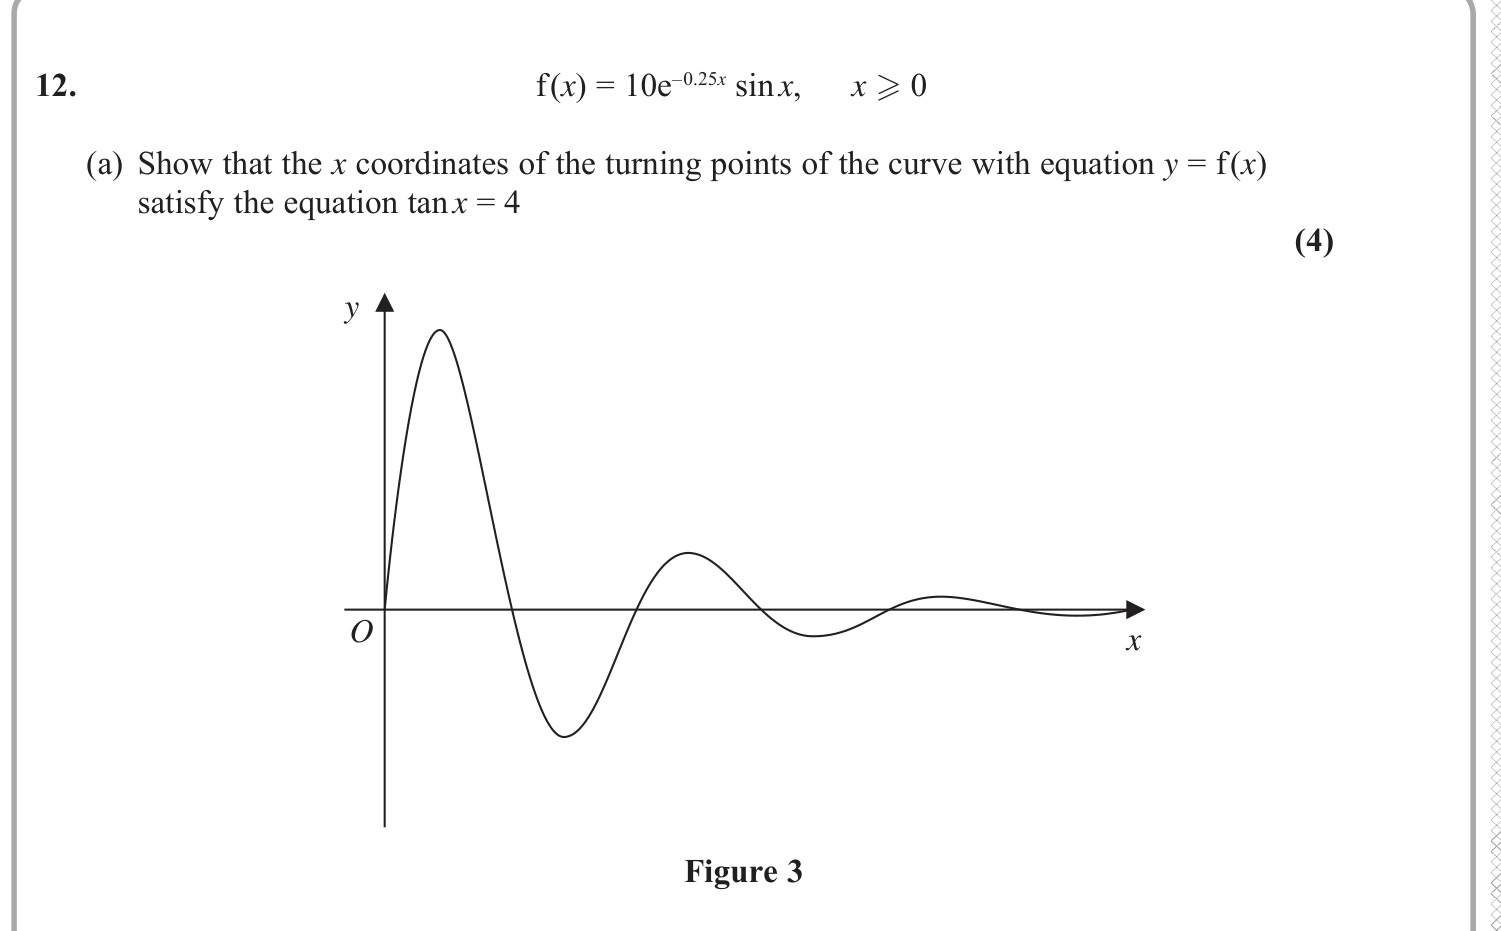 12. f(x) = 10e^{−0.25x} sin x, x ⩾ 0
(a) Show that the x coordinates of the turning points of the curve with equation y = f(x)
satisfy the equation tan x = 4
(4)
y
O
x
Figure 3